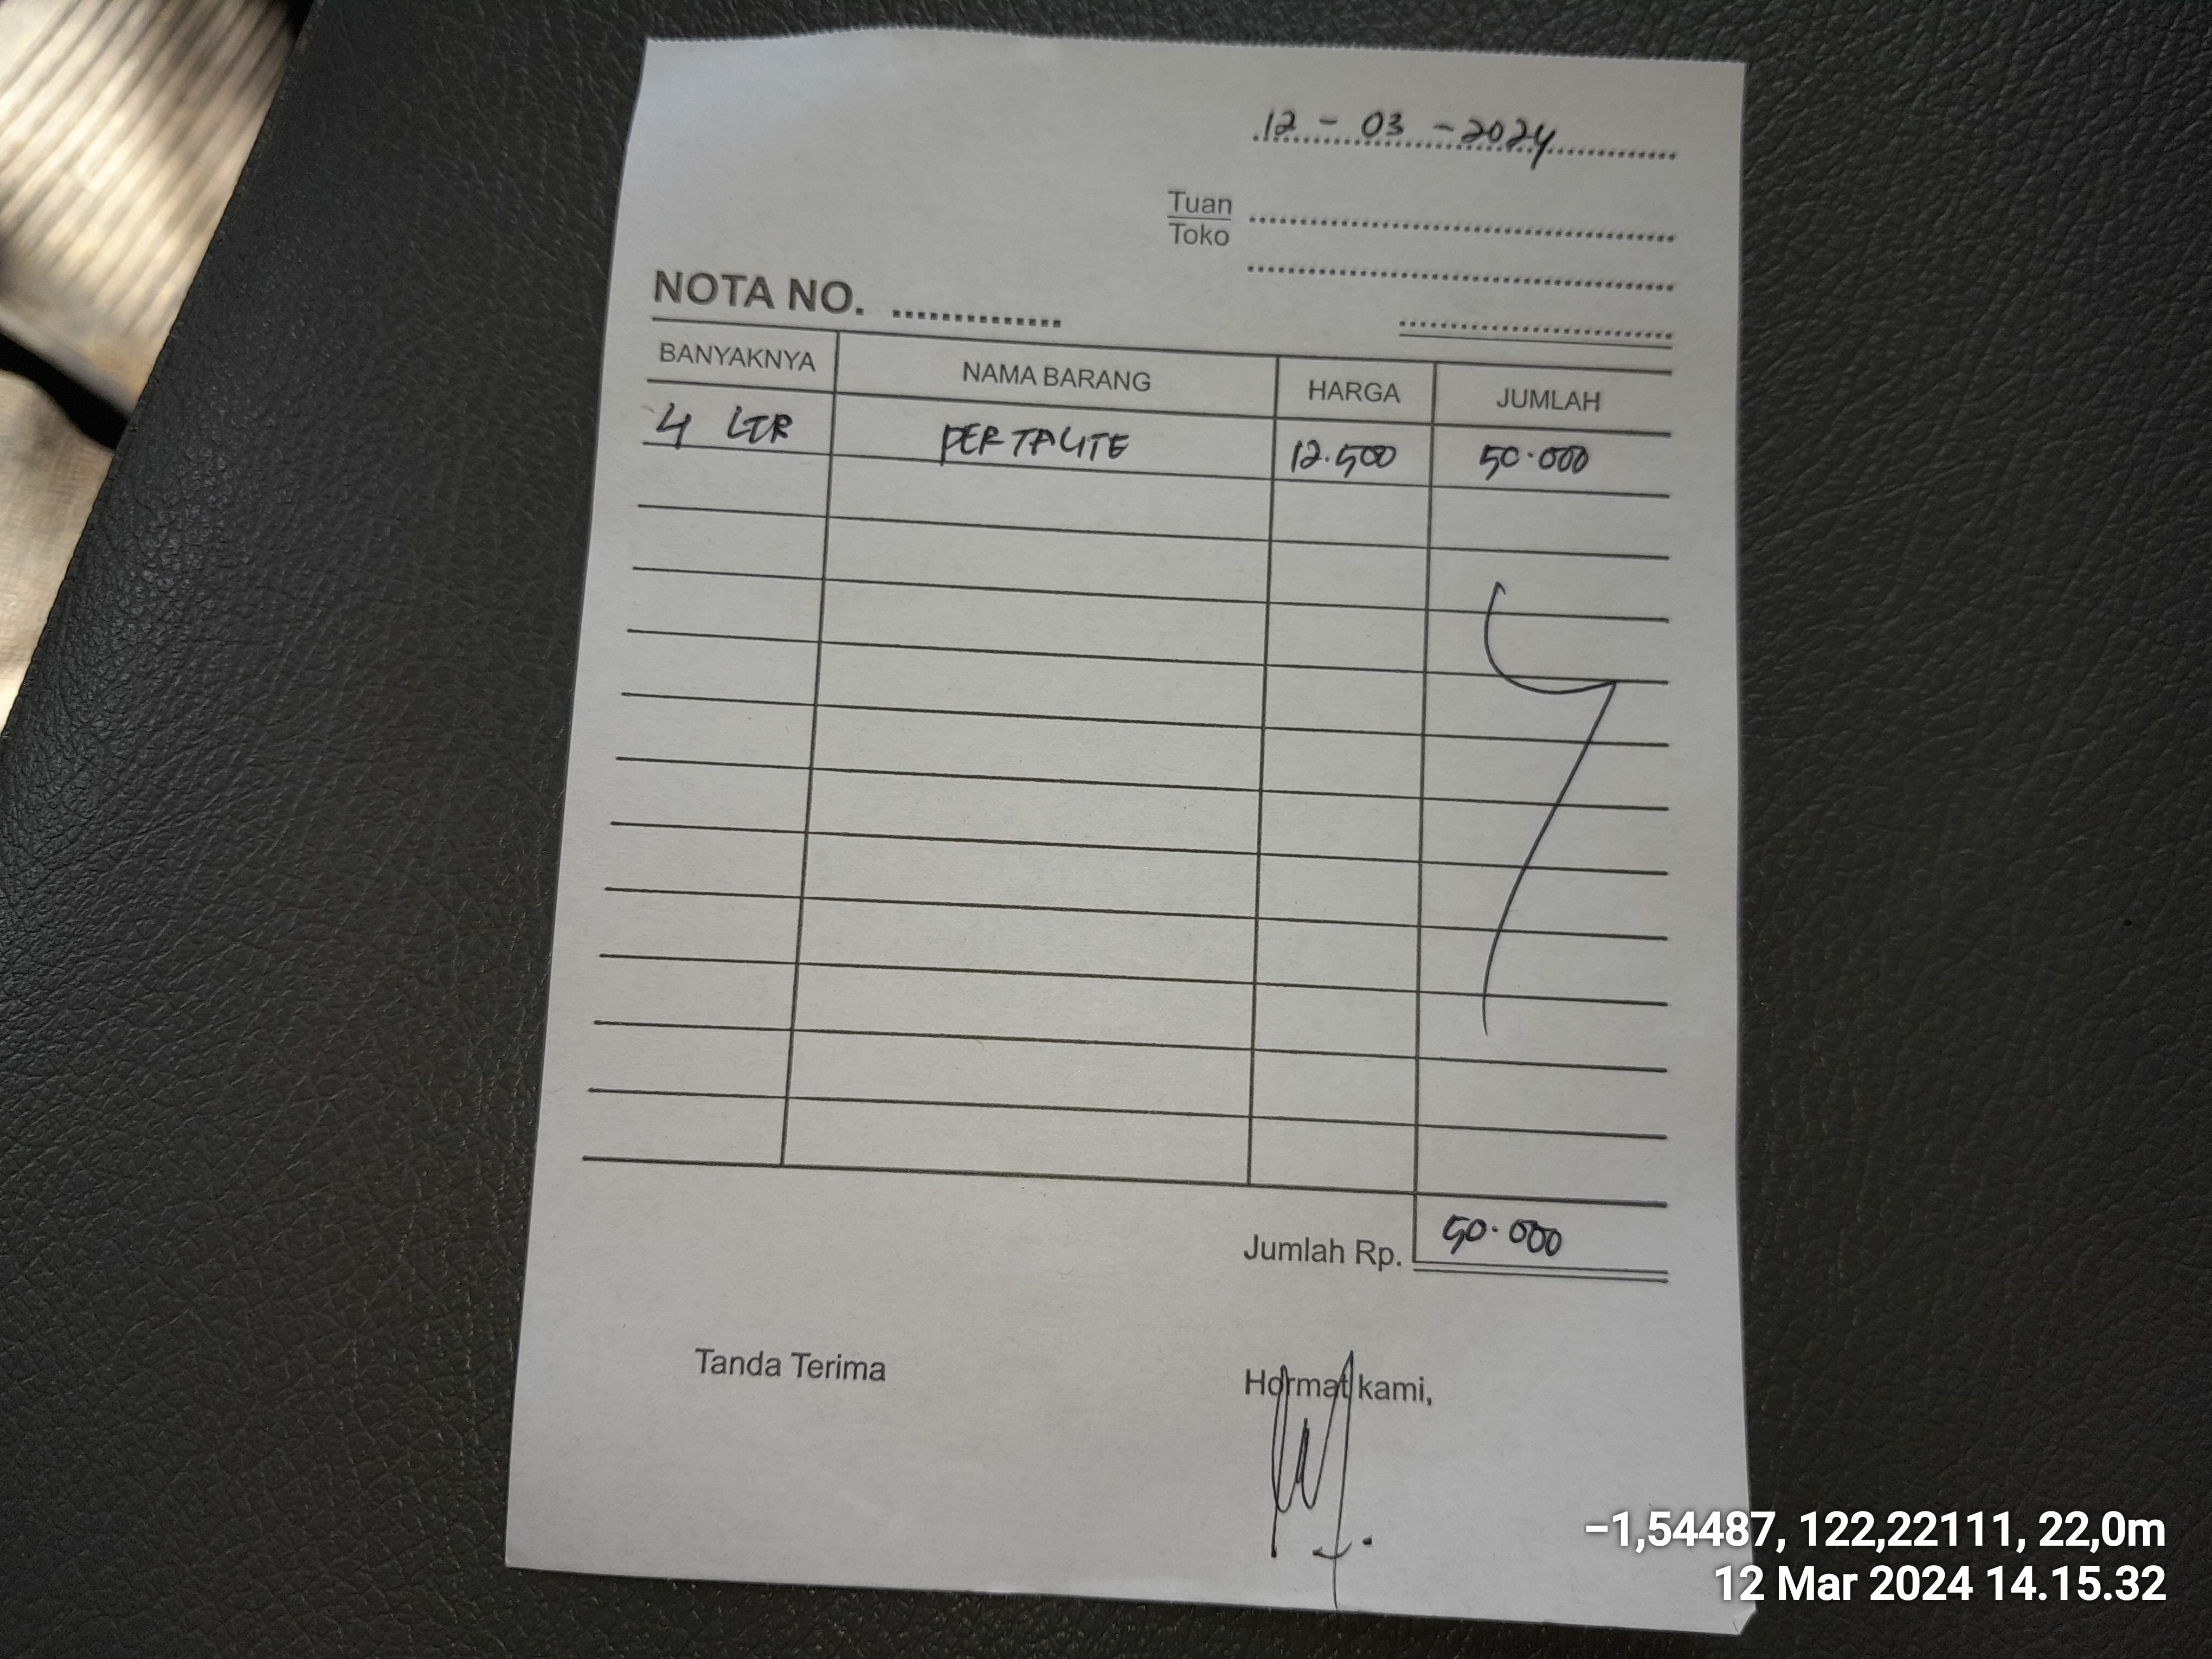 12 - 03 - 2024
Tuan
Toko
NOTA NO.
BANYAKNYA NAMA BARANG HARGA JUMLAH
4 LTR PERTALITE 12.500 50.000
Jumlah Rp. 50.000
Tanda Terima Hormat kami,
−1,54487, 122,22111, 22,0m
12 Mar 2024 14.15.32